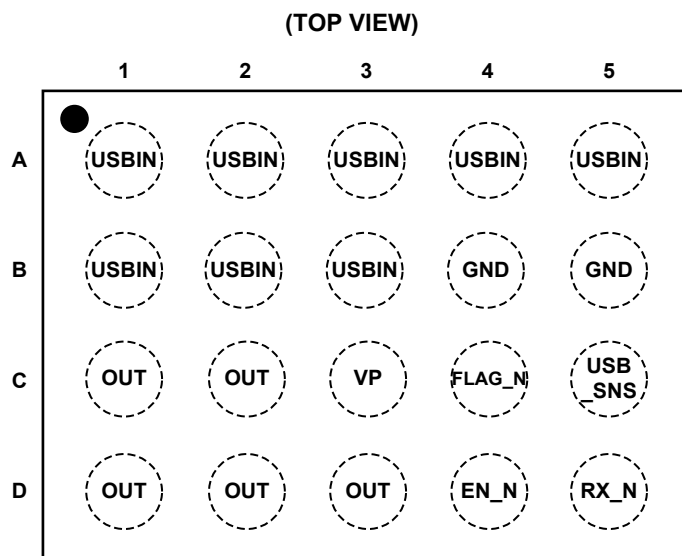 (TOP VIEW)
1 2 3 4 5
A USBIN USBIN USBIN USBIN USBIN
B USBIN USBIN USBIN GND GND
C OUT OUT VP FLAG_N USB
_SNS
D OUT OUT OUT EN_N RX_N